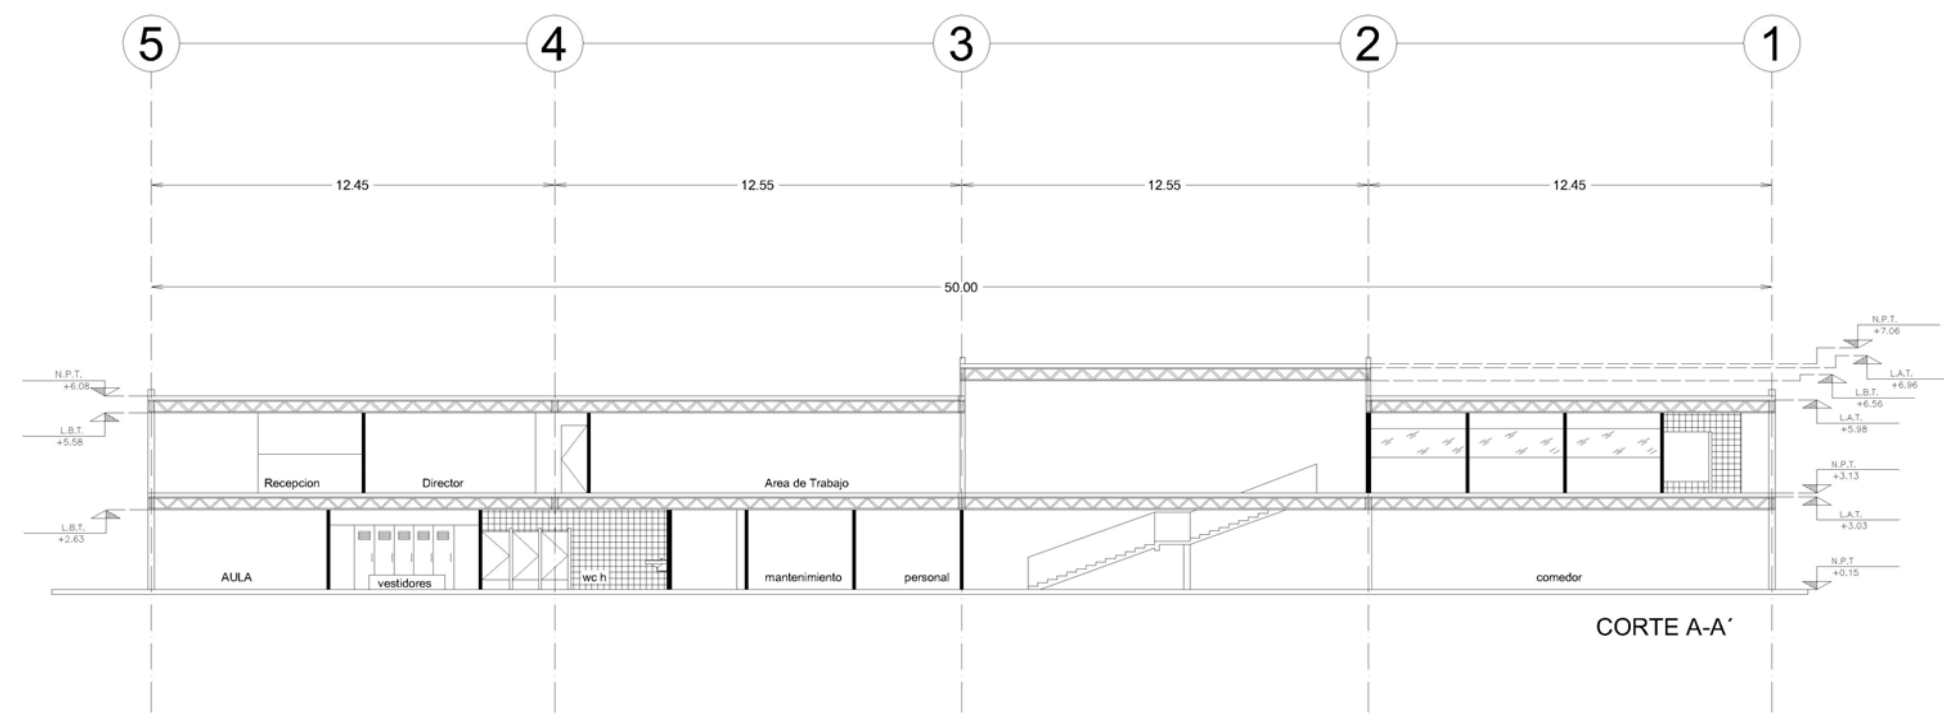 5
4
3
2
1
12.45
12.55
12.55
12.45
50.00
N.P.T.
+7.06
L.A.T.
+6.96
L.B.T.
+6.56
N.P.T.
+6.08
L.B.T.
+5.58
L.A.T.
+5.98
Recepcion
Director
Area de Trabajo
N.P.T.
+3.13
L.B.T.
+2.63
L.A.T.
+3.03
AULA
vestidores
wc h
mantenimiento
personal
comedor
N.P.T
+0.15
CORTE A-A´